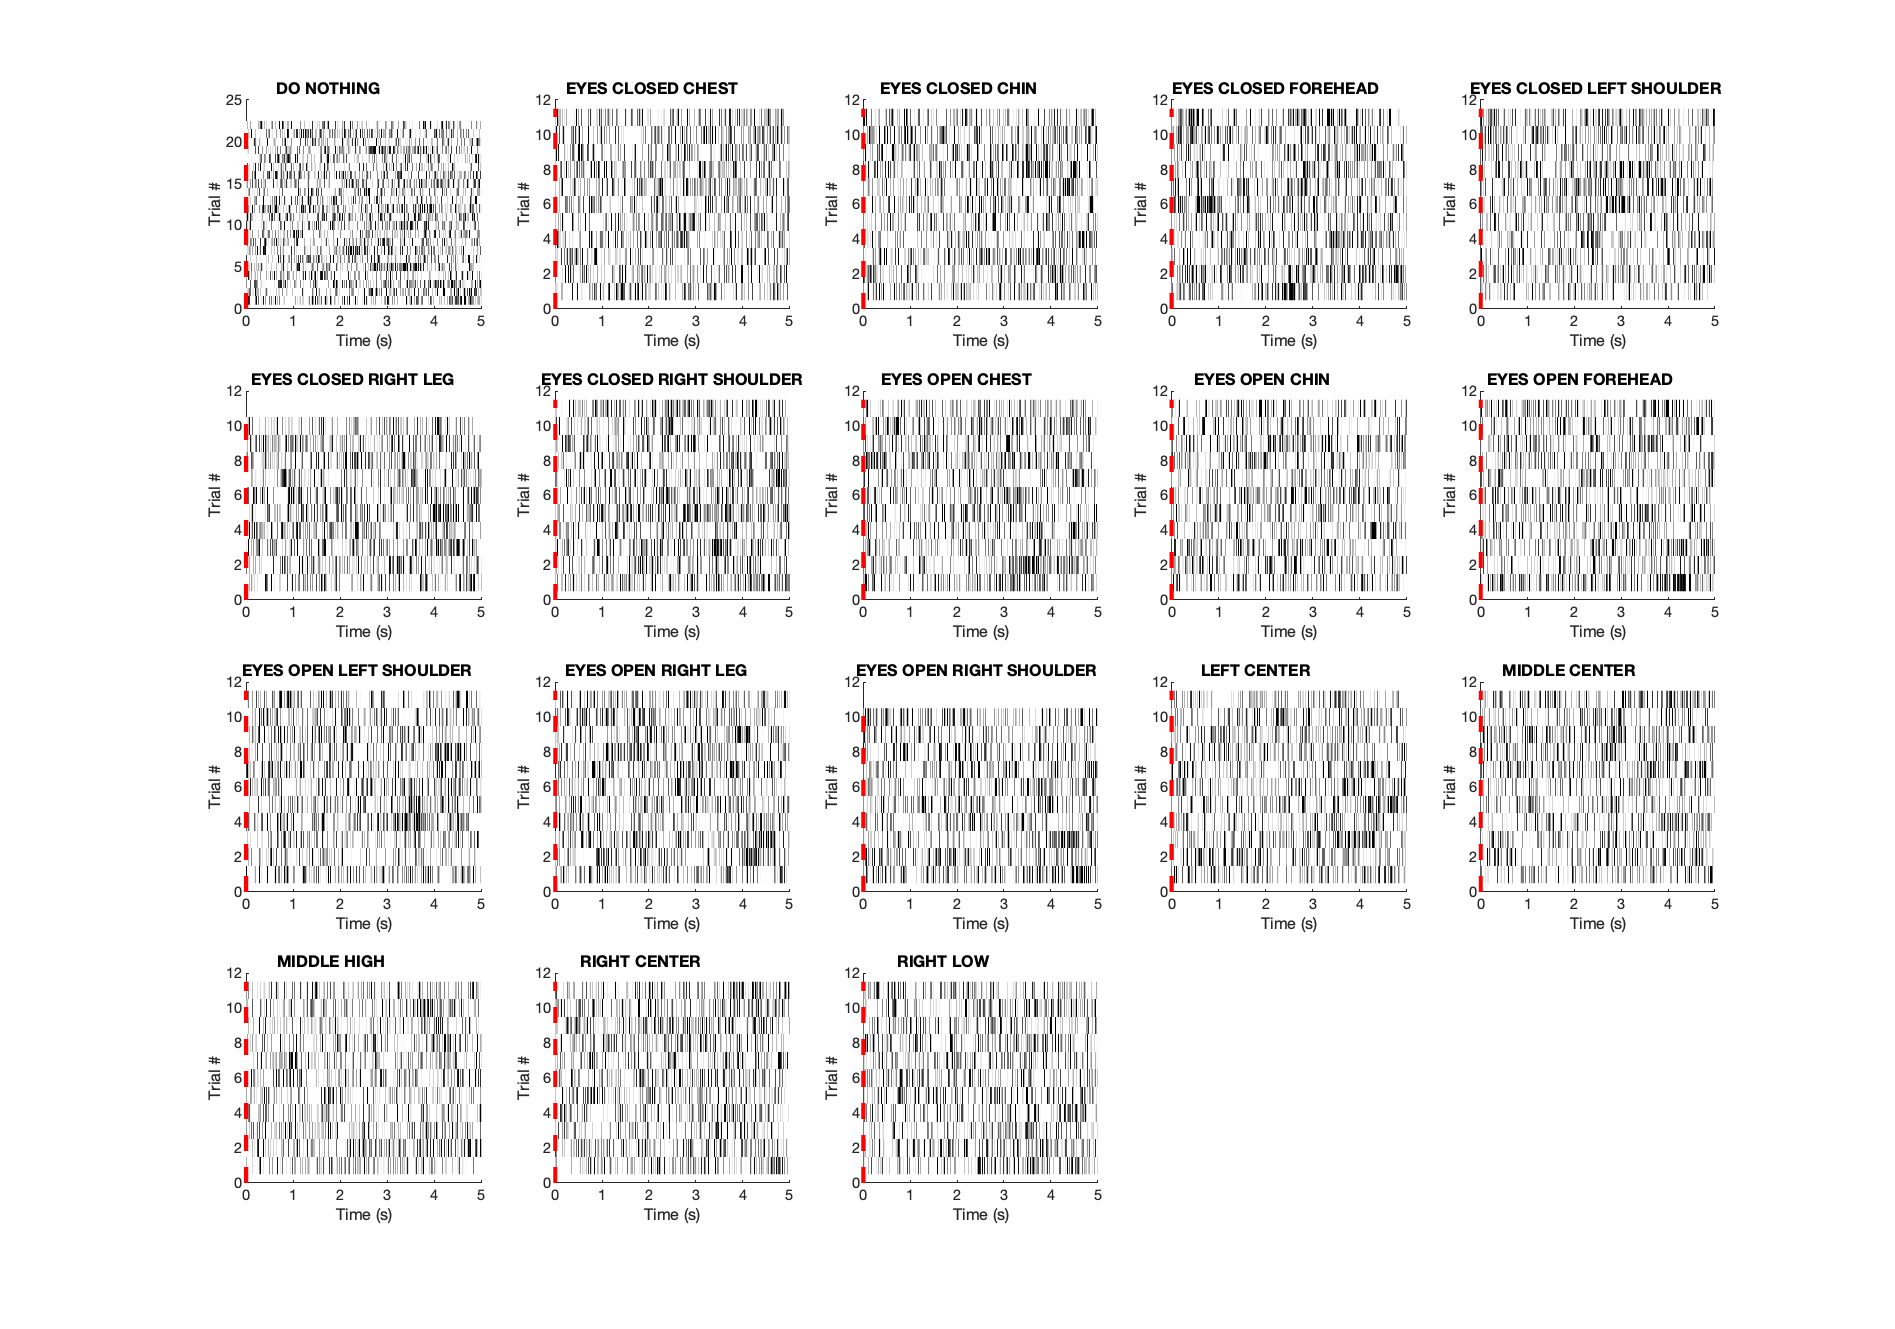 DO NOTHING
25
20
15
10
5
0
Trial #
0 1 2 3 4 5
Time (s)
EYES CLOSED CHEST
12
10
8
6
4
2
0
Trial #
0 1 2 3 4 5
Time (s)
EYES CLOSED CHIN
12
10
8
6
4
2
0
Trial #
0 1 2 3 4 5
Time (s)
EYES CLOSED FOREHEAD
12
10
8
6
4
2
0
Trial #
0 1 2 3 4 5
Time (s)
EYES CLOSED LEFT SHOULDER
12
10
8
6
4
2
0
Trial #
0 1 2 3 4 5
Time (s)
EYES CLOSED RIGHT LEG
12
10
8
6
4
2
0
Trial #
0 1 2 3 4 5
Time (s)
EYES CLOSED RIGHT SHOULDER
12
10
8
6
4
2
0
Trial #
0 1 2 3 4 5
Time (s)
EYES OPEN CHEST
12
10
8
6
4
2
0
Trial #
0 1 2 3 4 5
Time (s)
EYES OPEN CHIN
12
10
8
6
4
2
0
Trial #
0 1 2 3 4 5
Time (s)
EYES OPEN FOREHEAD
12
10
8
6
4
2
0
Trial #
0 1 2 3 4 5
Time (s)
EYES OPEN LEFT SHOULDER
12
10
8
6
4
2
0
Trial #
0 1 2 3 4 5
Time (s)
EYES OPEN RIGHT LEG
12
10
8
6
4
2
0
Trial #
0 1 2 3 4 5
Time (s)
EYES OPEN RIGHT SHOULDER
12
10
8
6
4
2
0
Trial #
0 1 2 3 4 5
Time (s)
LEFT CENTER
12
10
8
6
4
2
0
Trial #
0 1 2 3 4 5
Time (s)
MIDDLE CENTER
12
10
8
6
4
2
0
Trial #
0 1 2 3 4 5
Time (s)
MIDDLE HIGH
12
10
8
6
4
2
0
Trial #
0 1 2 3 4 5
Time (s)
RIGHT CENTER
12
10
8
6
4
2
0
Trial #
0 1 2 3 4 5
Time (s)
RIGHT LOW
12
10
8
6
4
2
0
Trial #
0 1 2 3 4 5
Time (s)